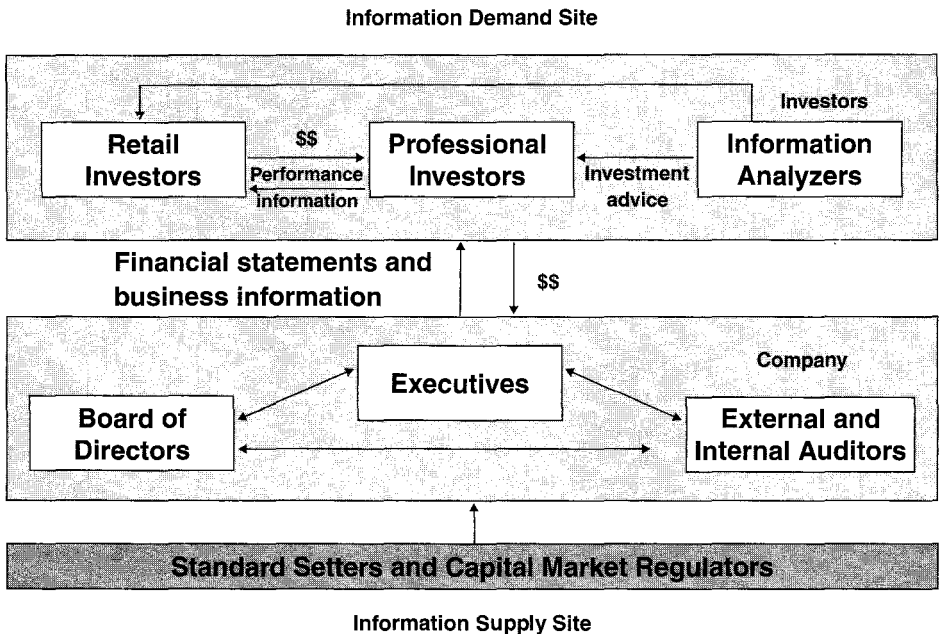 Information Demand Site
Investors
Retail
Investors
$$
Performance
information
Professional
Investors
Investment
advice
Information
Analyzers
Financial statements and
business information
$$
Company
Executives
Board of
Directors
External and
Internal Auditors
Standard Setters and Capital Market Regulators
Information Supply Site